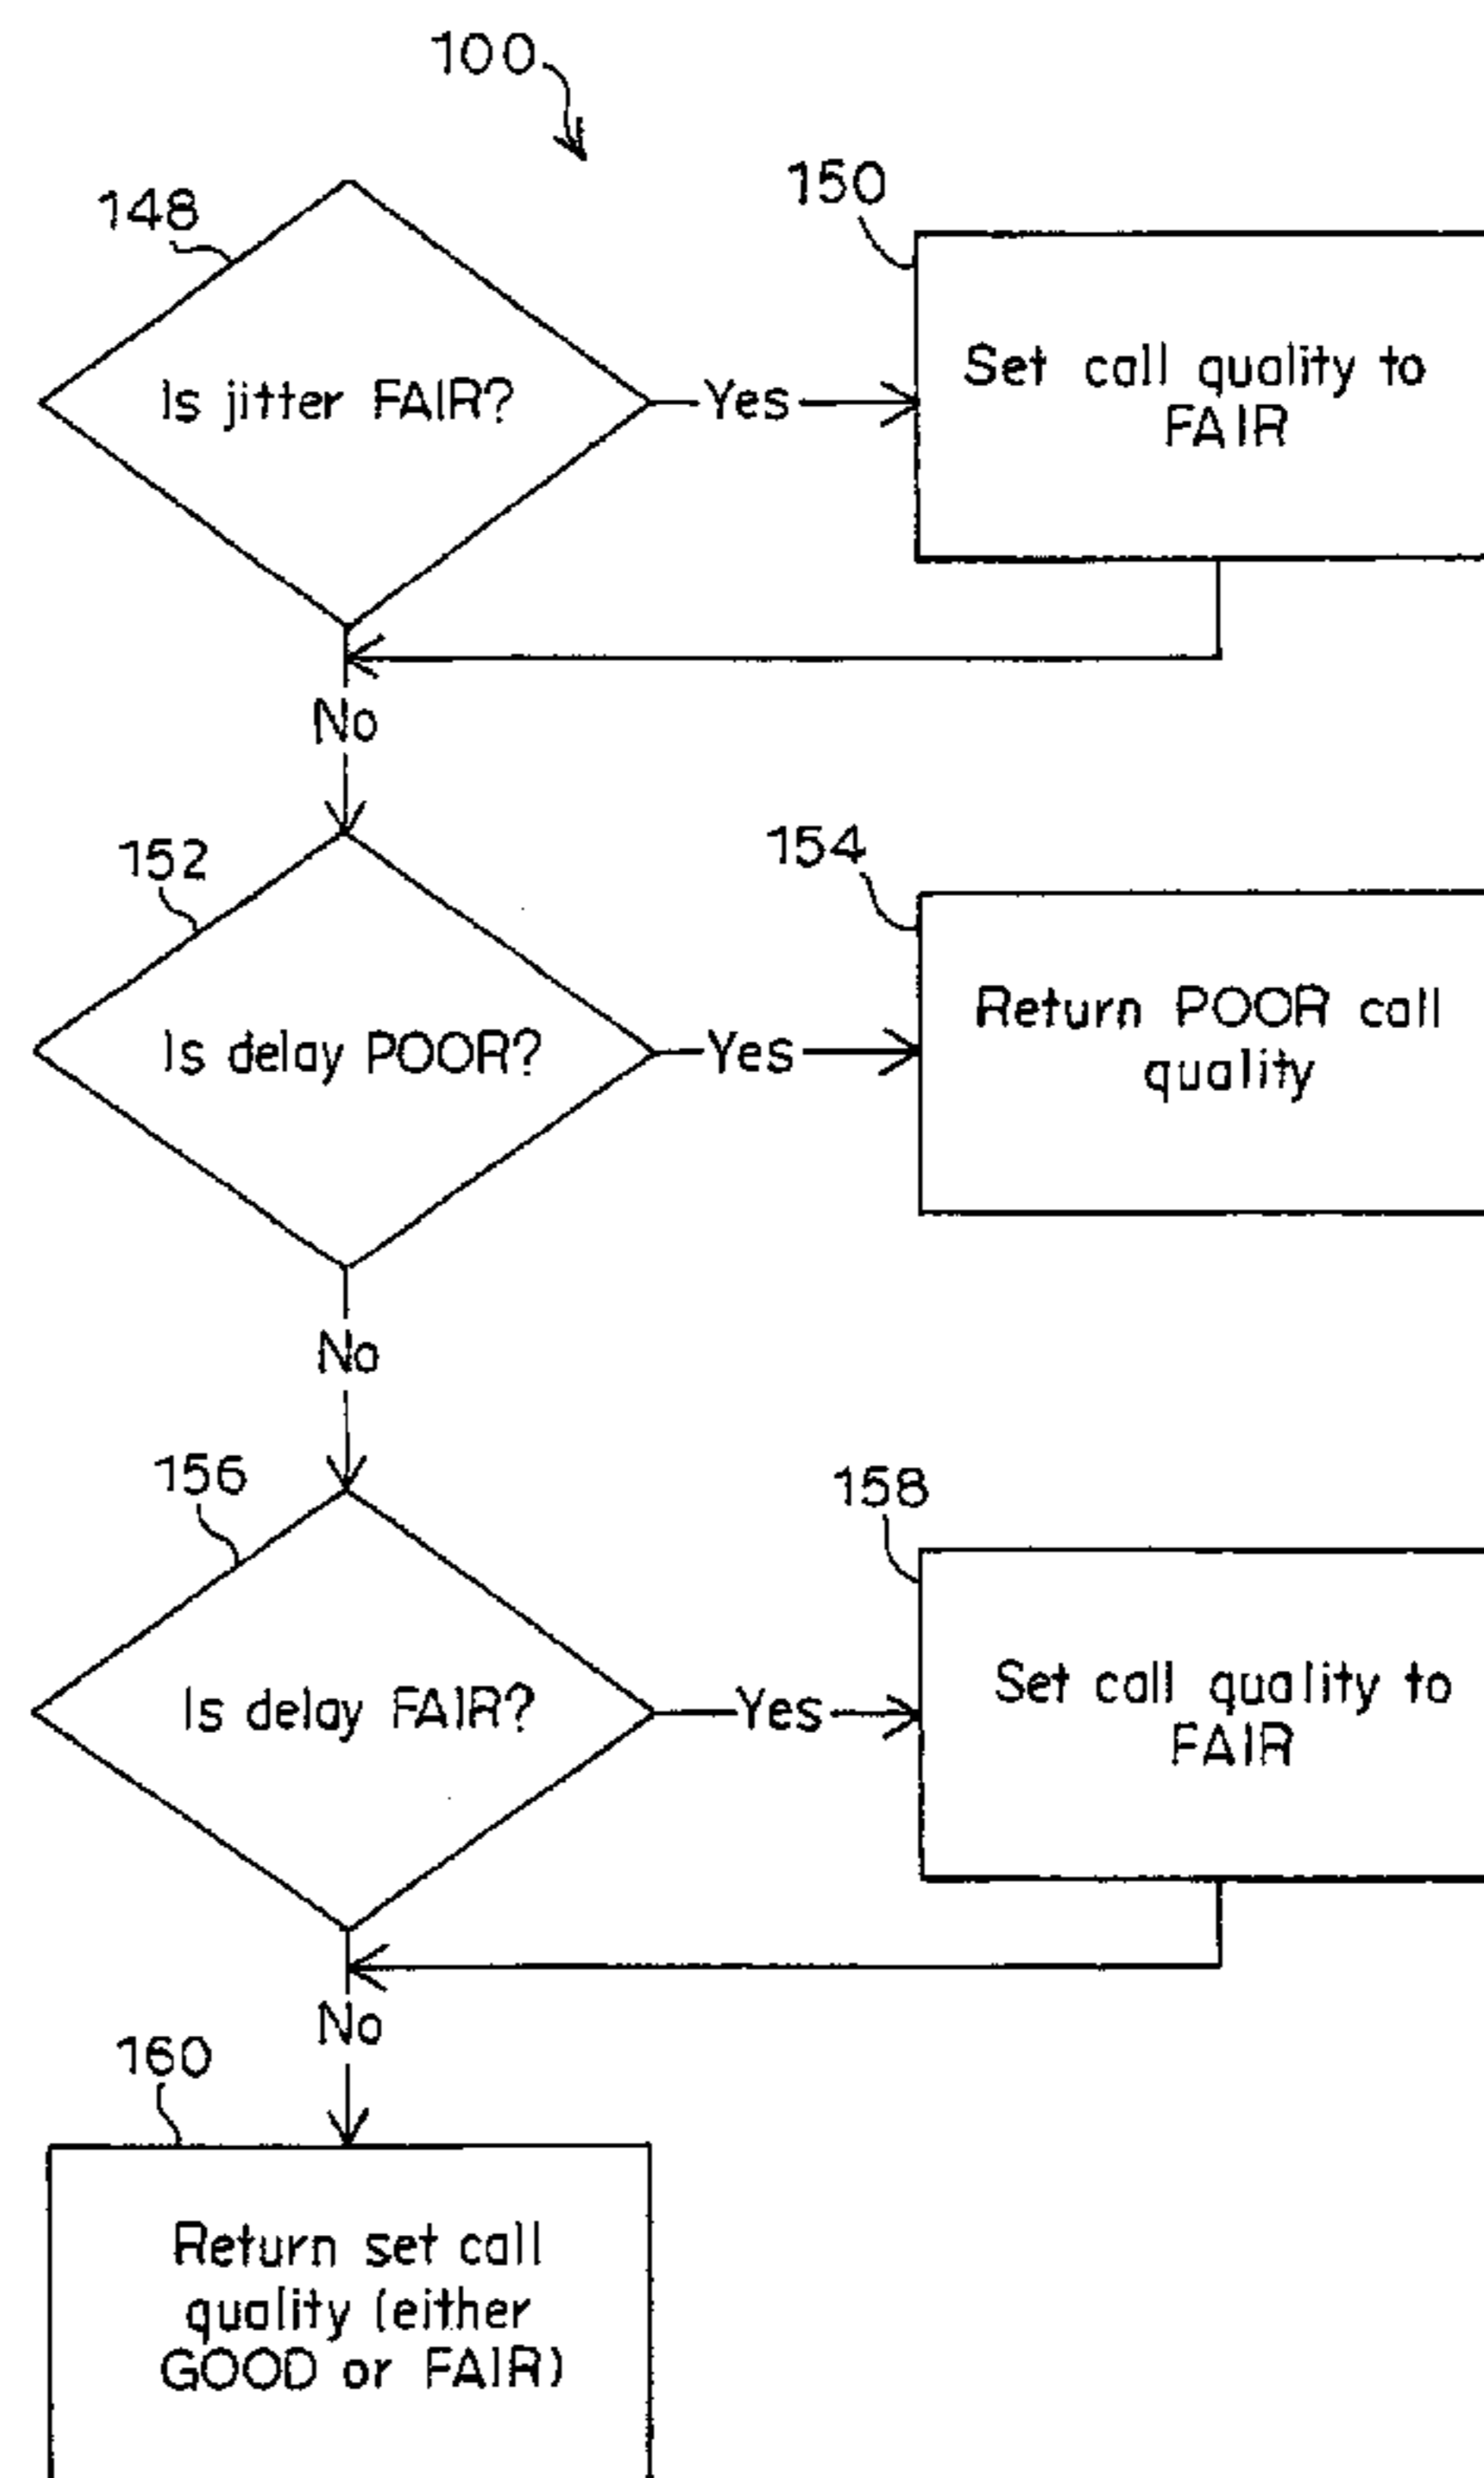 100
148
150
Is jitter FAIR?
Yes
Set call quality to
FAIR
No
152
154
Is delay POOR?
Yes
Return POOR call
quality
No
156
158
Is delay FAIR?
Yes
Set call quality to
FAIR
No
160
Return set call
quality (either
GOOD or FAIR)